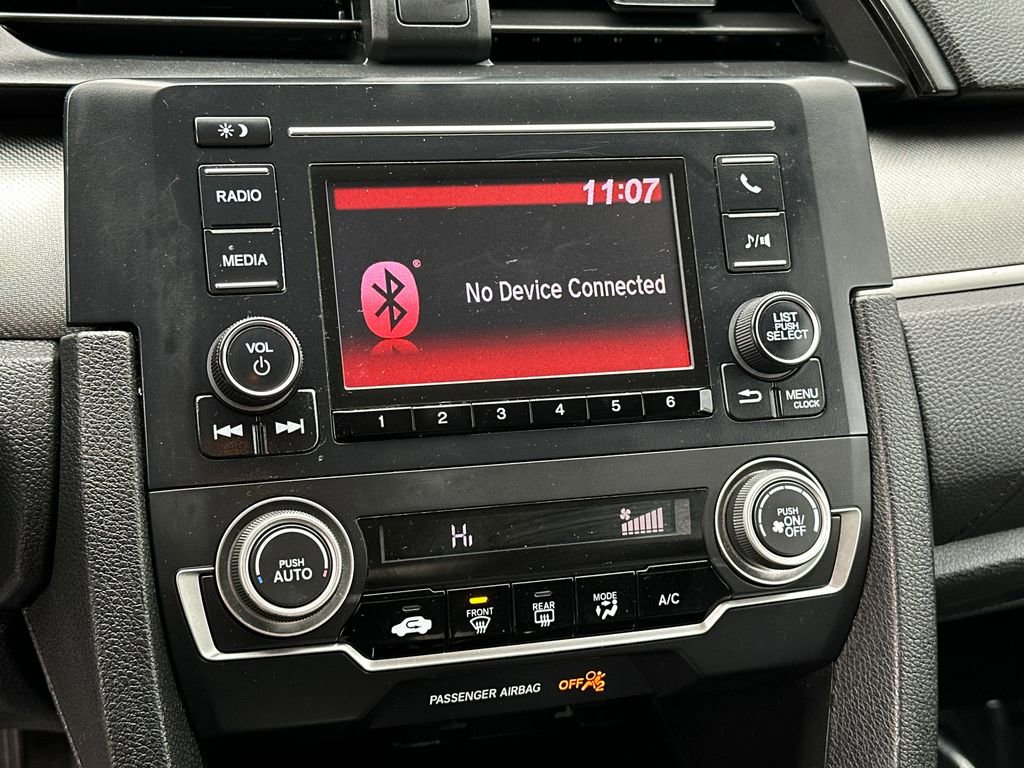 11:07
RADIO
MEDIA
®
No Device Connected
VOL
LIST
PUSH
SELECT
MENU
CLOCK
1 2 3 4 5 6
Hi
PUSH
AUTO
PUSH
ON/
OFF
FRONT
REAR
MODE
A/C
PASSENGER AIRBAG OFF 2